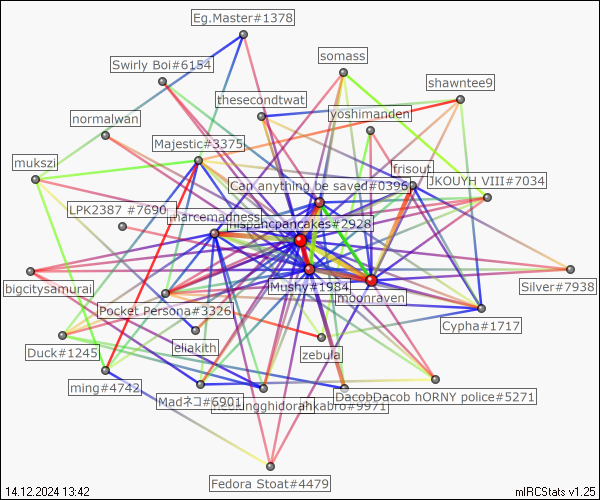 Eg.Master#1378
somass
Swirly Boi#6154
shawntee9
thesecondtwat
yoshimanden
normalwan
Majestic#3375
mukszi
frisout
JKOUYH VIII#7034
Can anything be saved#0396
LPK2387 #7690
marcemadness
hispanicpancakes#2928
bigcitysamurai
Mushy#1984
moonraven
Silver#7938
Pocket Persona#3326
Cypha#1717
Duck#1245
eliakith
zebula
ming#4742
Madネコ#6901
DacobDacob hORNY police#5271
Fedora Stoat#4479
14.12.2024 13:42
mIRCStats v1.25